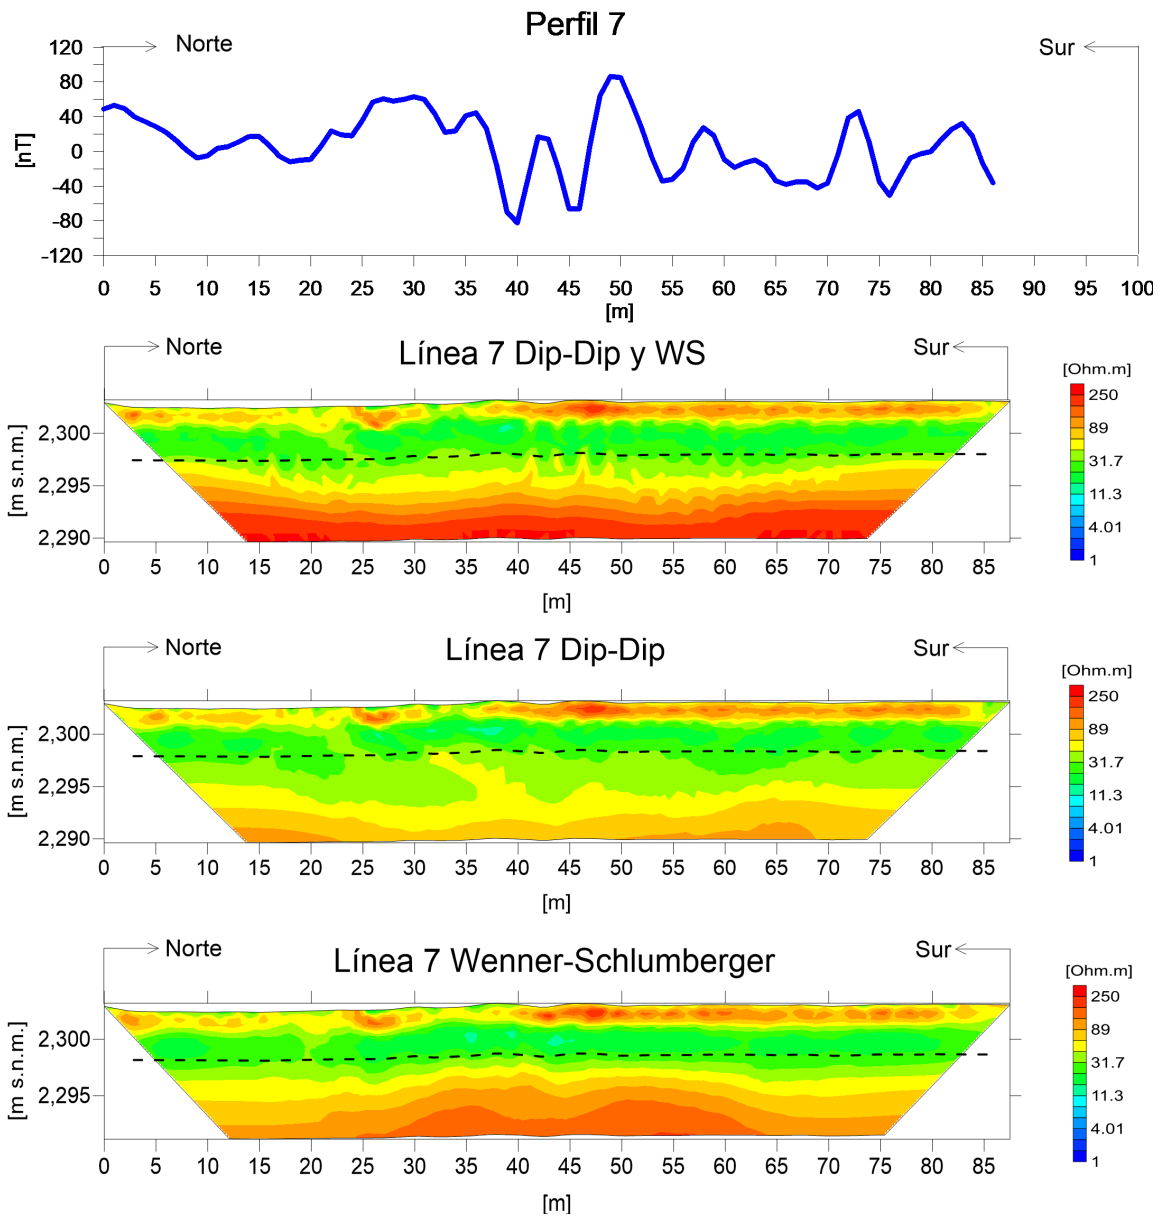 Perfil 7
Norte
Sur
120
80
40
0
-40
-80
-120
[nT]
0 5 10 15 20 25 30 35 40 45 50 55 60 65 70 75 80 85 90 95 100
[m]
Norte
Línea 7 Dip-Dip y WS
Sur
[Ohm.m]
250
89
31.7
11.3
4.01
1
2,300
2,295
2,290
[m s.n.m.]
0 5 10 15 20 25 30 35 40 45 50 55 60 65 70 75 80 85
[m]
Norte
Línea 7 Dip-Dip
Sur
[Ohm.m]
250
89
31.7
11.3
4.01
1
2,300
2,295
2,290
[m s.n.m.]
0 5 10 15 20 25 30 35 40 45 50 55 60 65 70 75 80 85
[m]
Norte
Línea 7 Wenner-Schlumberger
Sur
[Ohm.m]
250
89
31.7
11.3
4.01
1
2,300
2,295
[m s.n.m.]
0 5 10 15 20 25 30 35 40 45 50 55 60 65 70 75 80 85
[m]